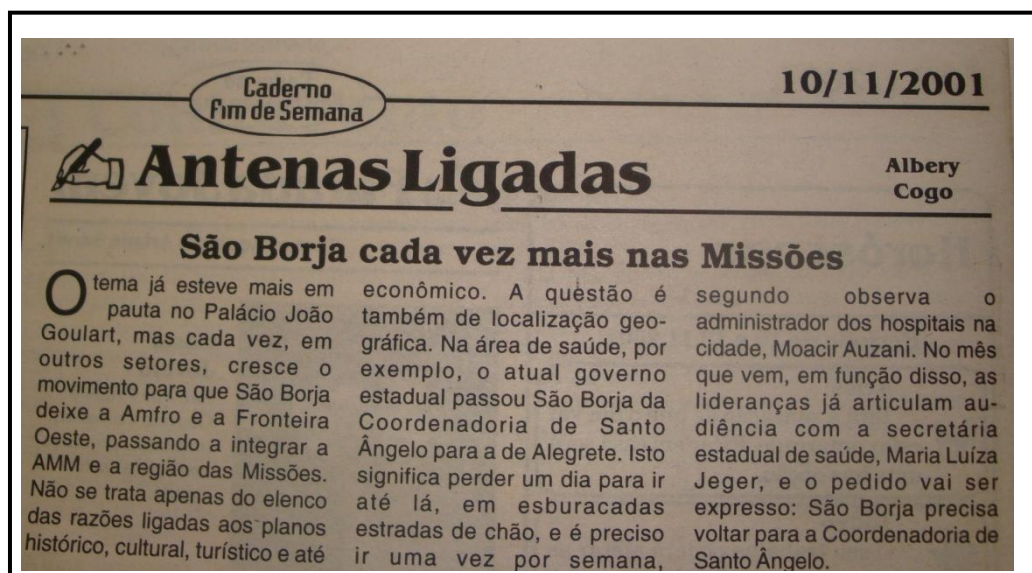 Caderno
Fim de Semana
10/11/2001
Antenas Ligadas
Albery
Cogo
São Borja cada vez mais nas Missões
O tema já esteve mais em
pauta no Palácio João
Goulart, mas cada vez, em
outros setores, cresce o
movimento para que São Borja
deixe a Amfro e a Fronteira
Oeste, passando a integrar a
AMM e a região das Missões.
Não se trata apenas do elenco
das razões ligadas aos planos
histórico, cultural, turístico e até
econômico. A questão é
também de localização geo-
gráfica. Na área de saúde, por
exemplo, o atual governo
estadual passou São Borja da
Coordenadoria de Santo
Ângelo para a de Alegrete. Isto
significa perder um dia para ir
até lá, em esburacadas
estradas de chão, e é preciso
ir uma vez por semana,
segundo observa o
administrador dos hospitais na
cidade, Moacir Auzani. No mês
que vem, em função disso, as
lideranças já articulam au-
diência com a secretária
estadual de saúde, Maria Luíza
Jeger, e o pedido vai ser
expresso: São Borja precisa
voltar para a Coordenadoria de
Santo Ângelo.